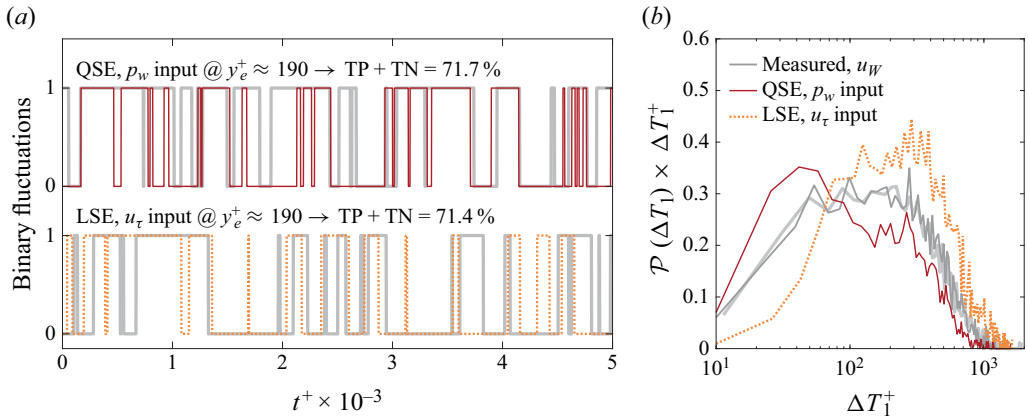 (a)
QSE, p_w input @ y_e^+ ≈ 190 → TP + TN = 71.7 %
1
0
LSE, u_τ input @ y_e^+ ≈ 190 → TP + TN = 71.4 %
1
0
Binary fluctuations
0 1 2 3 4 5
t^+ × 10^{-3}
(b)
0.6
0.5
0.4
0.3
0.2
0.1
0
P (ΔT_1) × ΔT_1^+
Measured, u_W
QSE, p_w input
LSE, u_τ input
10^1 10^2 10^3
ΔT_1^+